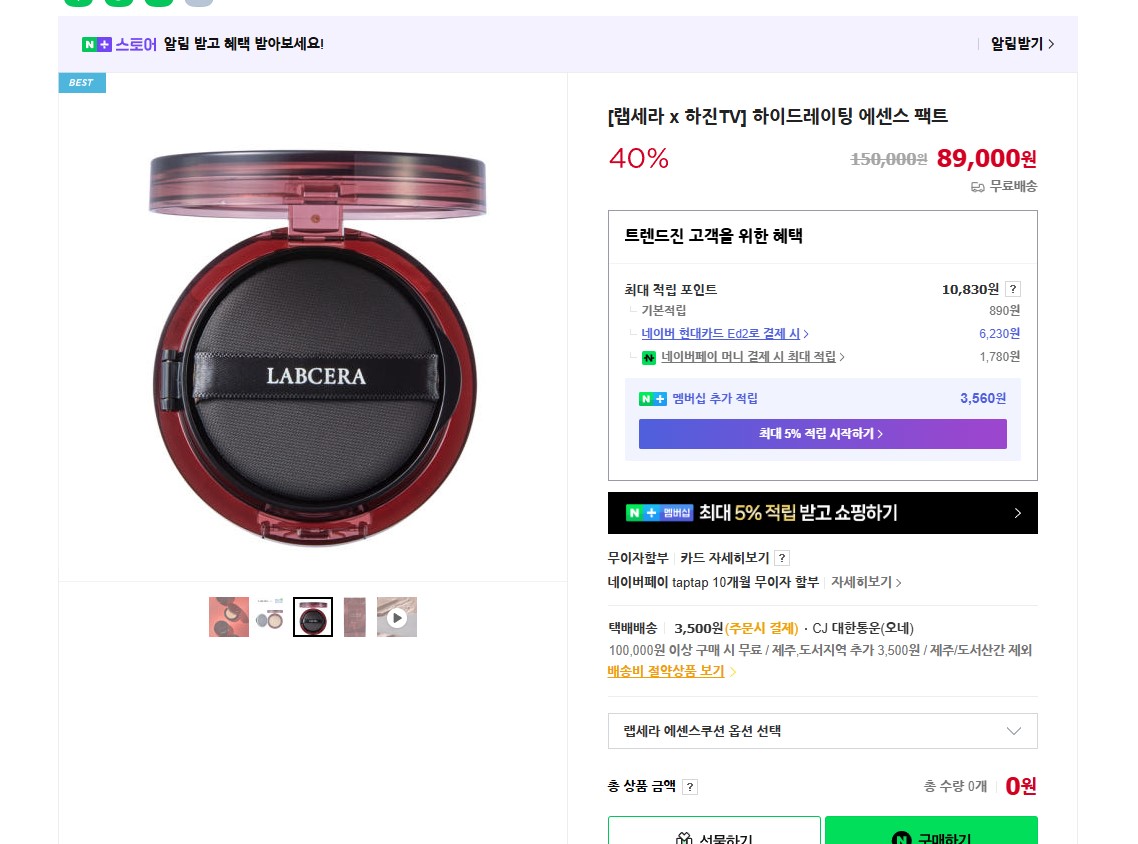 N+ 스토어 알림 받고 혜택 받아보세요!
알림받기 >
BEST
LABCERA
[랩세라 x 하진TV] 하이드레이팅 에센스 팩트
40% 150,000원 89,000원
무료배송
트렌드진 고객을 위한 혜택
최대 적립 포인트 10,830원 ?
기본적립 890원
네이버 현대카드 Ed2로 결제 시 > 6,230원
N 네이버페이 머니 결제 시 최대 적립 > 1,780원
N+ 멤버십 추가 적립 3,560원
최대 5% 적립 시작하기 >
N+ 멤버십 최대 5% 적립 받고 쇼핑하기 >
무이자할부 카드 자세히보기 ?
네이버페이 taptap 10개월 무이자 할부 자세히보기 >
택배배송 3,500원(주문시 결제) · CJ 대한통운(오네)
100,000원 이상 구매 시 무료 / 제주,도서지역 추가 3,500원 / 제주/도서산간 제외
배송비 절약상품 보기 >
랩세라 에센스쿠션 옵션 선택
총 상품 금액 ? 총 수량 0개 0원
선물하기
N 구매하기